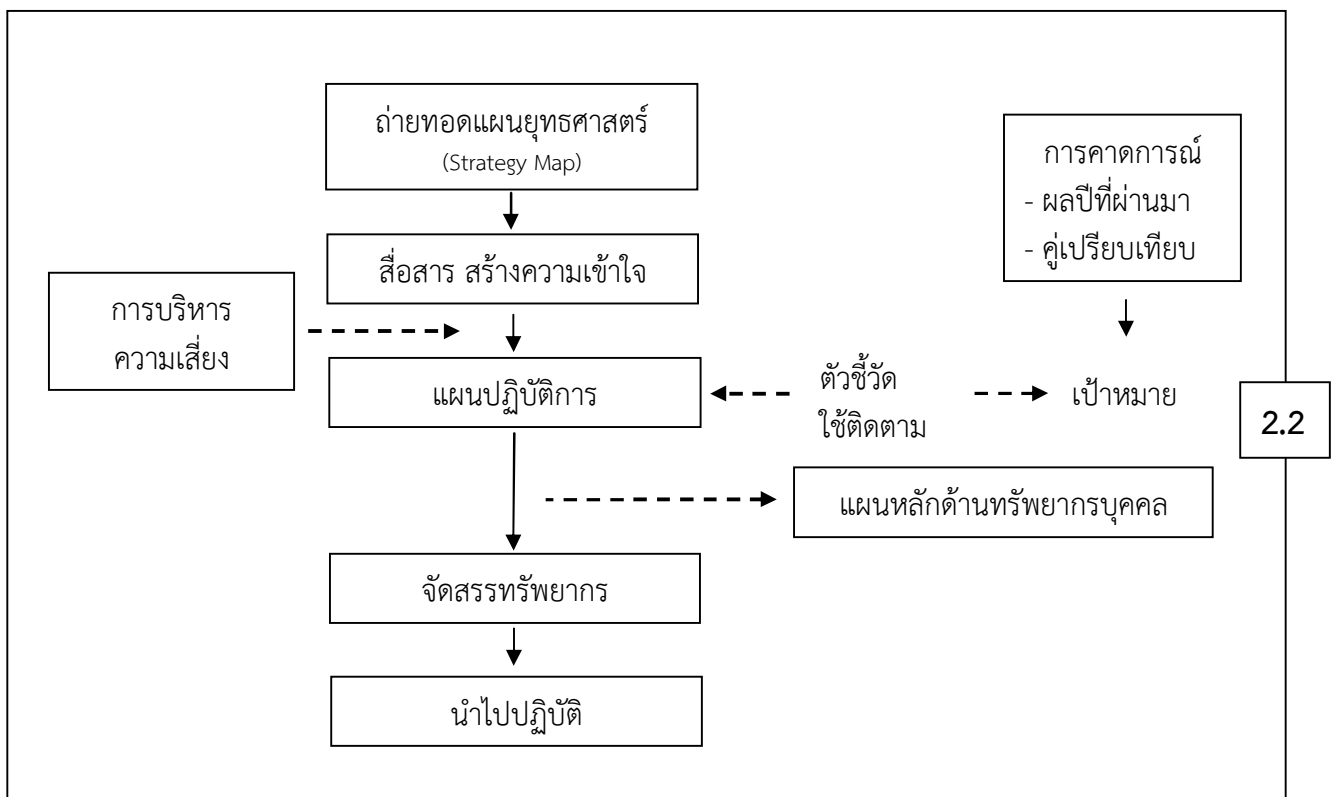 ถ่ายทอดแผนยุทธศาสตร์
(Strategy Map)
การคาดการณ์
- ผลปีที่ผ่านมา
- คู่เปรียบเทียบ
สื่อสาร สร้างความเข้าใจ
การบริหาร
ความเสี่ยง
แผนปฏิบัติการ
ตัวชี้วัด
ใช้ติดตาม
เป้าหมาย
2.2
แผนหลักด้านทรัพยากรบุคคล
จัดสรรทรัพยากร
นำไปปฏิบัติ